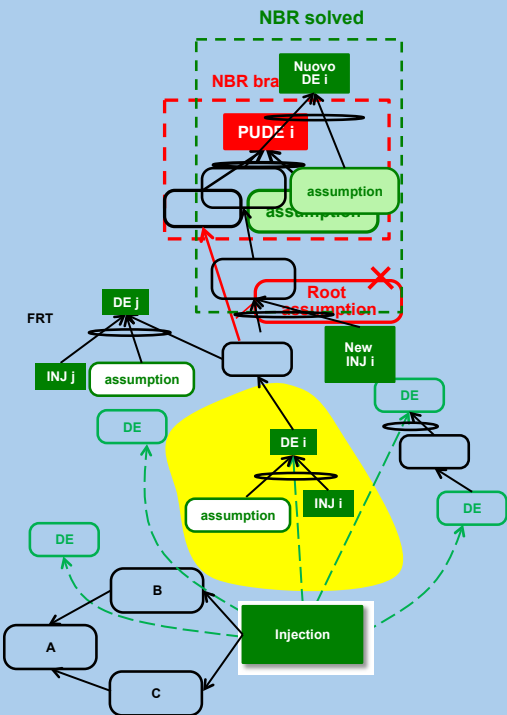 NBR solved
Nuovo
DE i
NBR bra
PUDE i
assumption
assumption
DE j
Root
assumption
FRT
New
INJ i
INJ j
assumption
DE
DE
DE i
assumption
INJ i
DE
DE
B
Injection
A
C